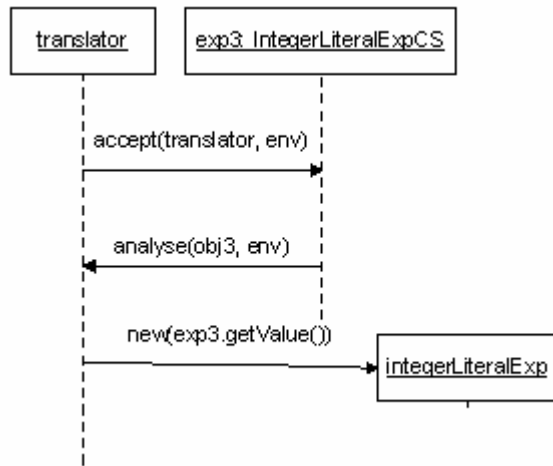 translator
exp3: IntegerLiteralExpCS
accept(translator, env)
analyse(obj3, env)
new(exp3.getValue())
integerLiteralExp